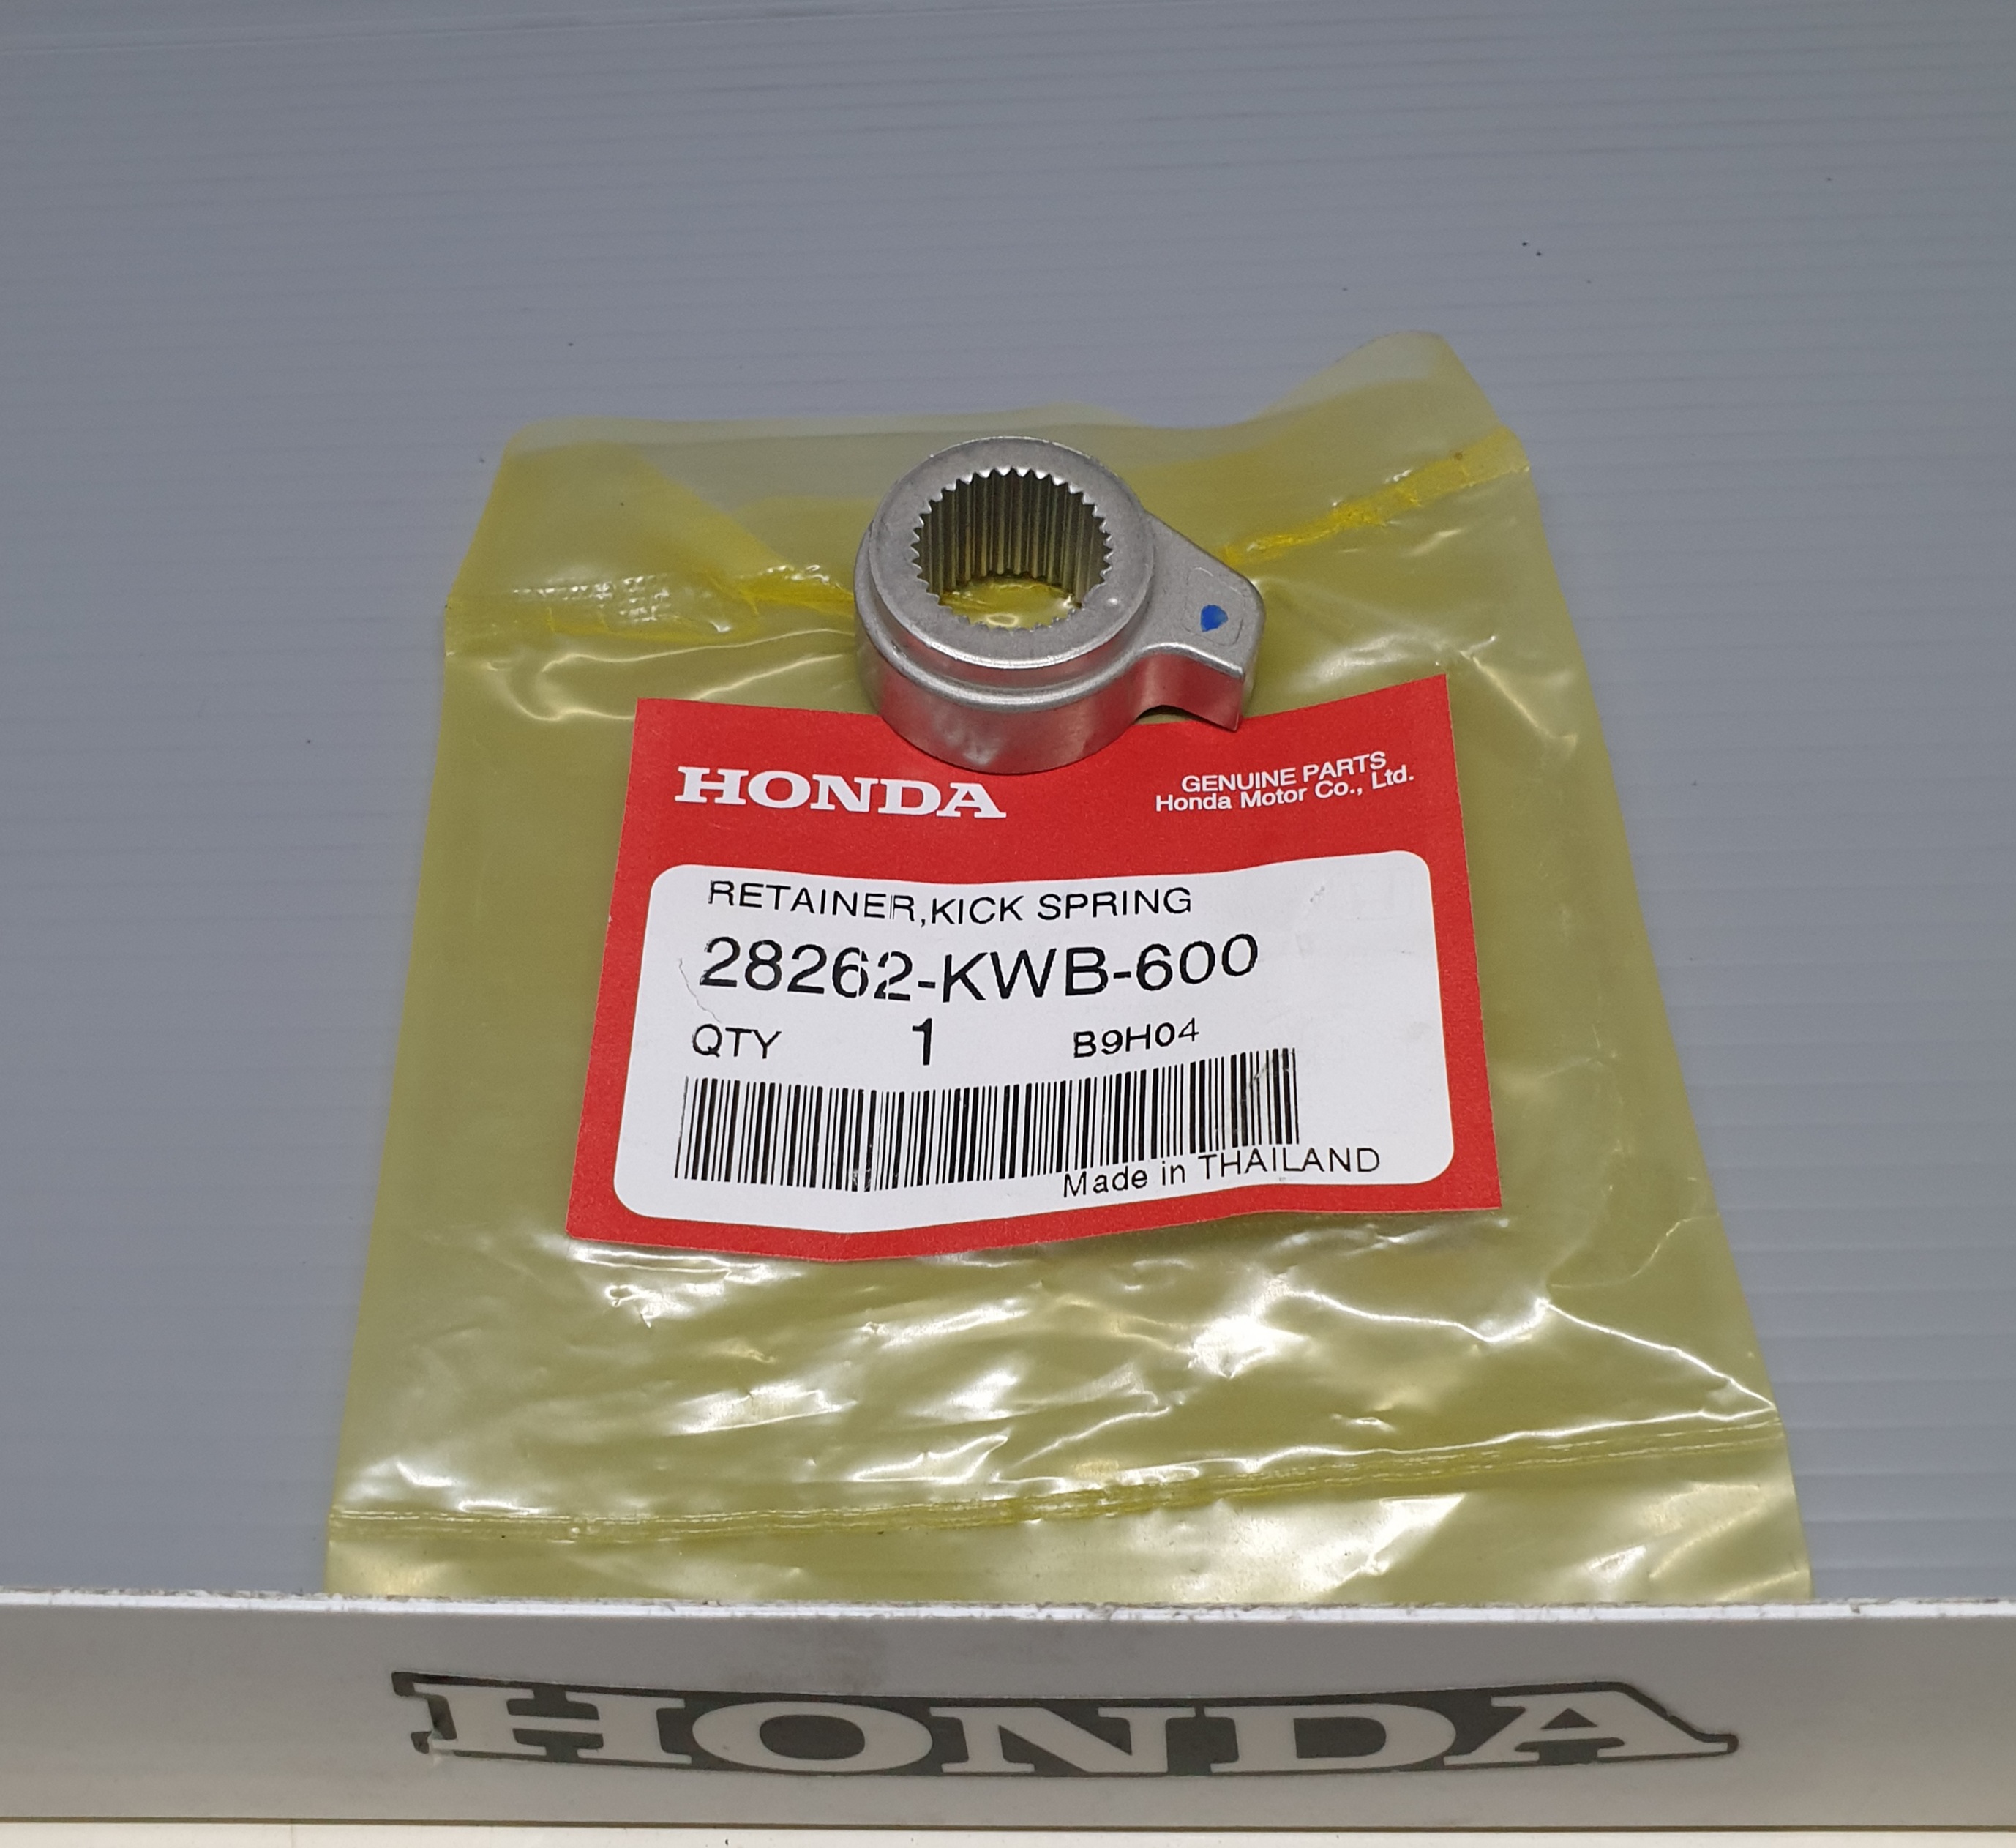 HONDA
GENUINE PARTS
Honda Motor Co., Ltd.
RETAINER,KICK SPRING
28262-KWB-600
QTY 1 B9H04
Made in THAILAND
HONDA